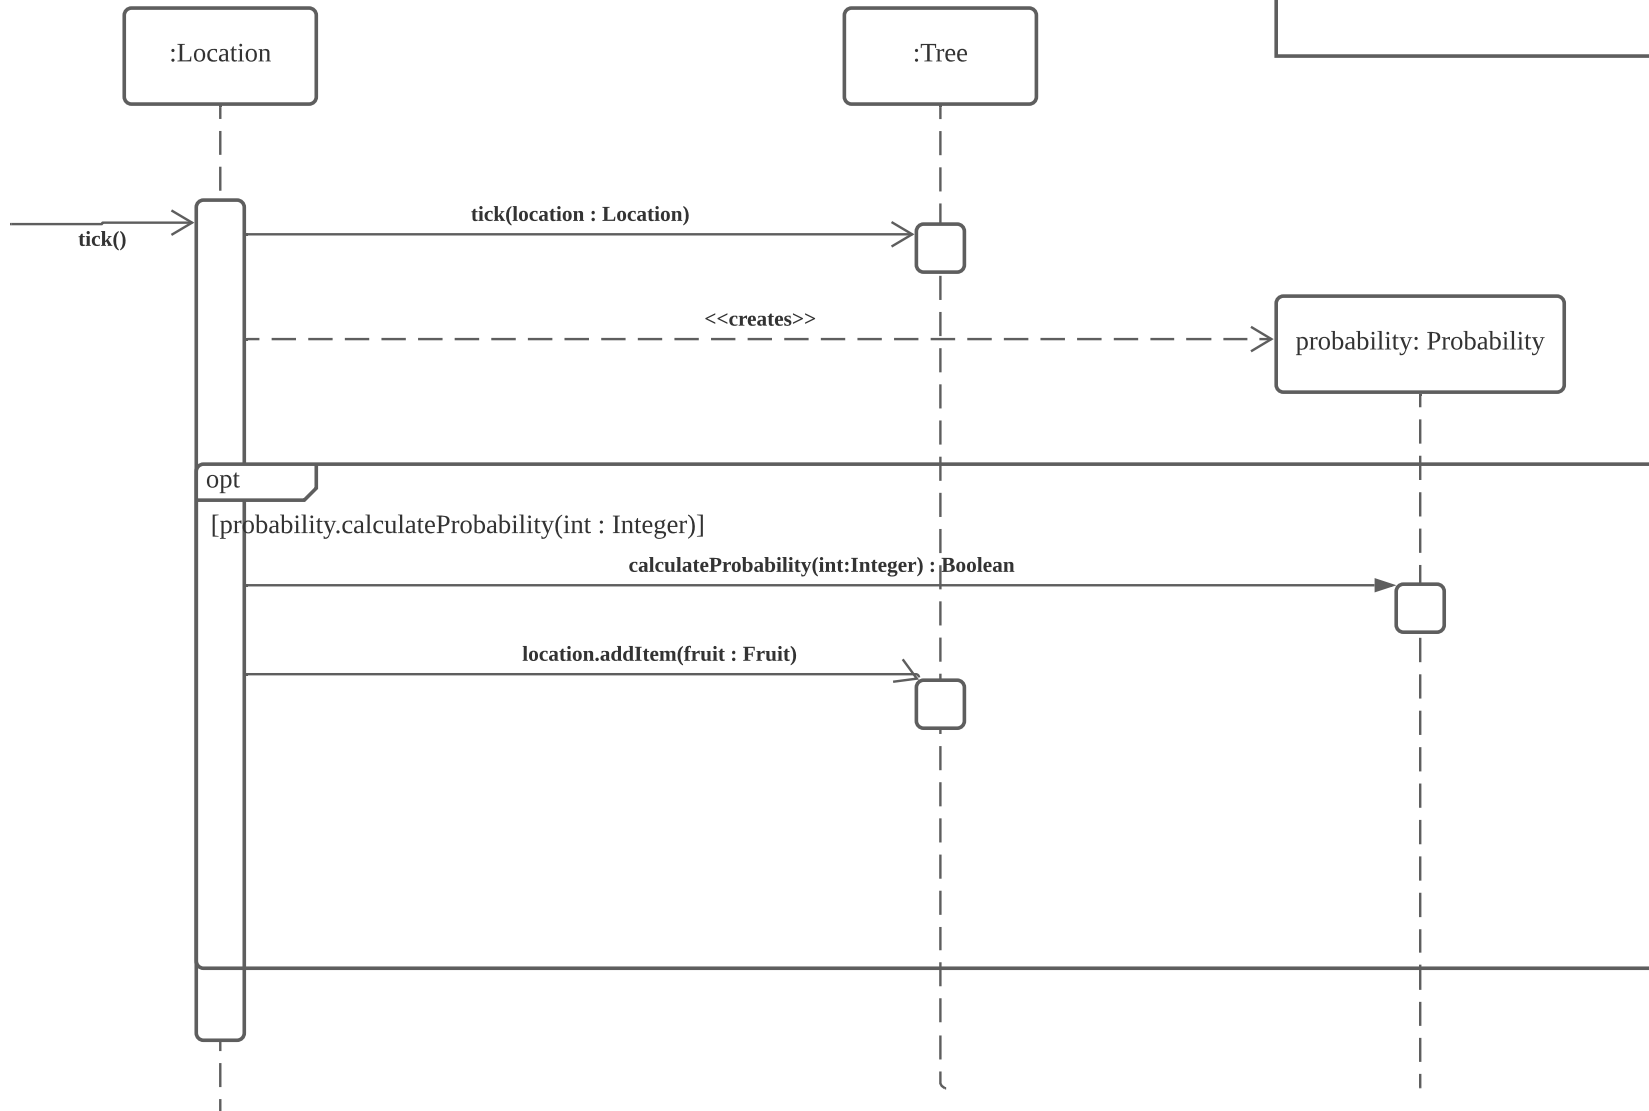 :Location
:Tree
tick(location : Location)
tick()
<<creates>>
probability: Probability
opt
[probability.calculateProbability(int : Integer)]
calculateProbability(int:Integer) : Boolean
location.addItem(fruit : Fruit)